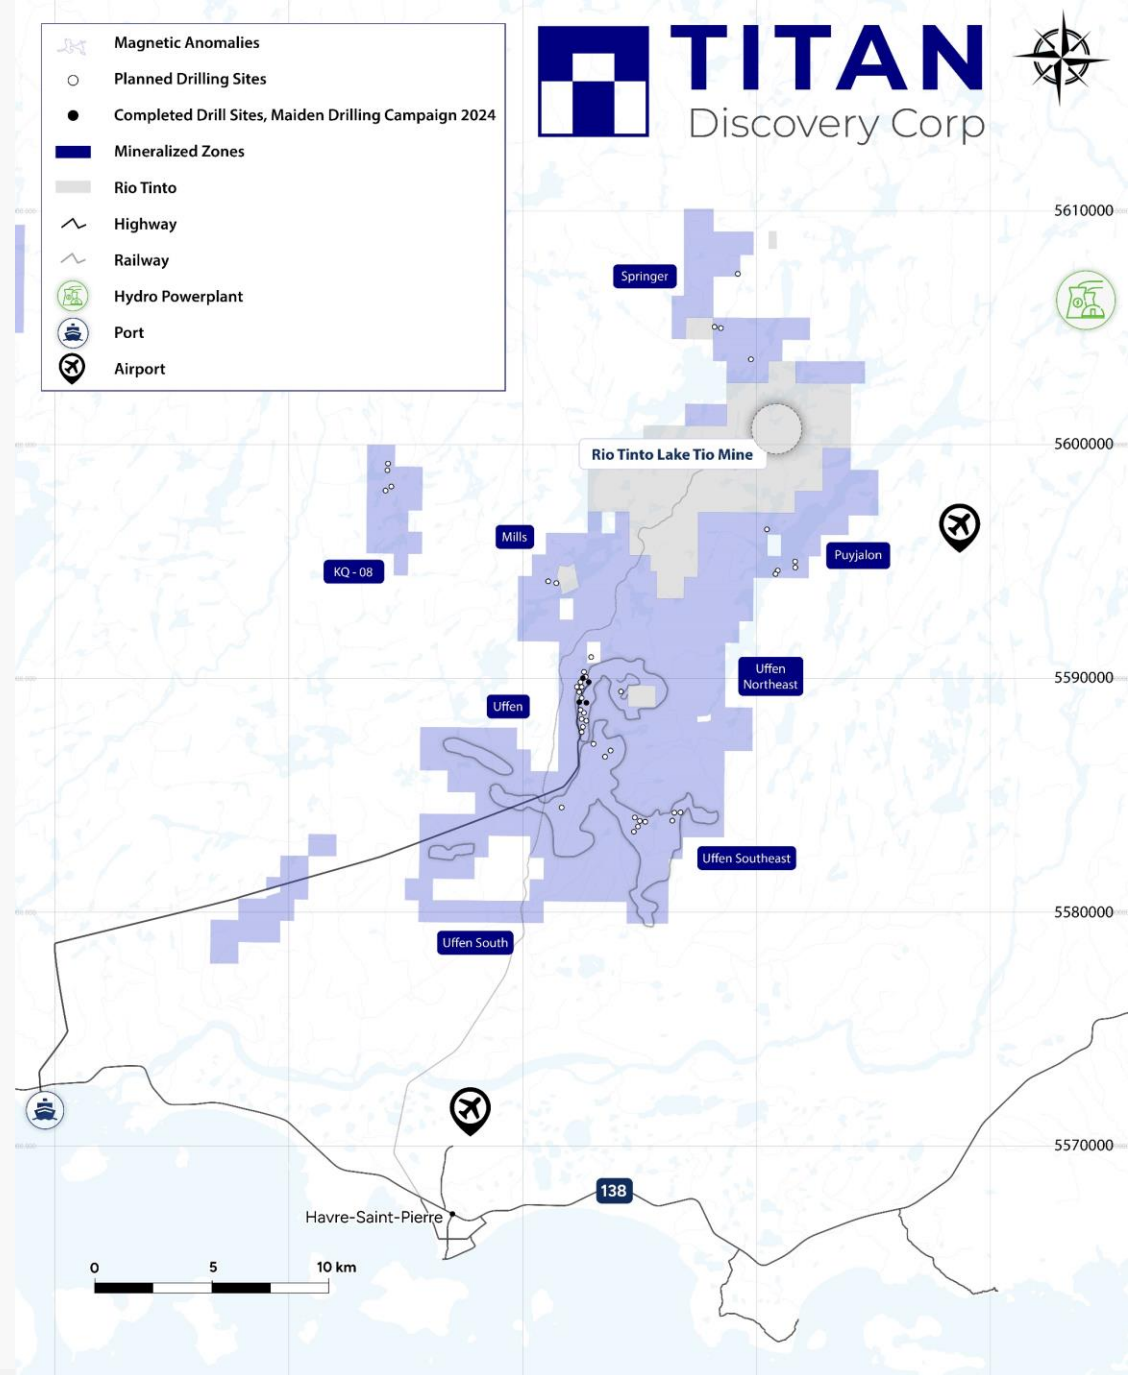 Magnetic Anomalies
Planned Drilling Sites
Completed Drill Sites, Maiden Drilling Campaign 2024
Mineralized Zones
Rio Tinto
Highway
Railway
Hydro Powerplant
Port
Airport
TITAN
Discovery Corp
5610000
Springer
5600000
Rio Tinto Lake Tio Mine
Mills
Puyjalon
KQ - 08
Uffen
Northeast
5590000
Uffen
Uffen Southeast
5580000
Uffen South
5570000
138
Havre-Saint-Pierre
0 5 10 km